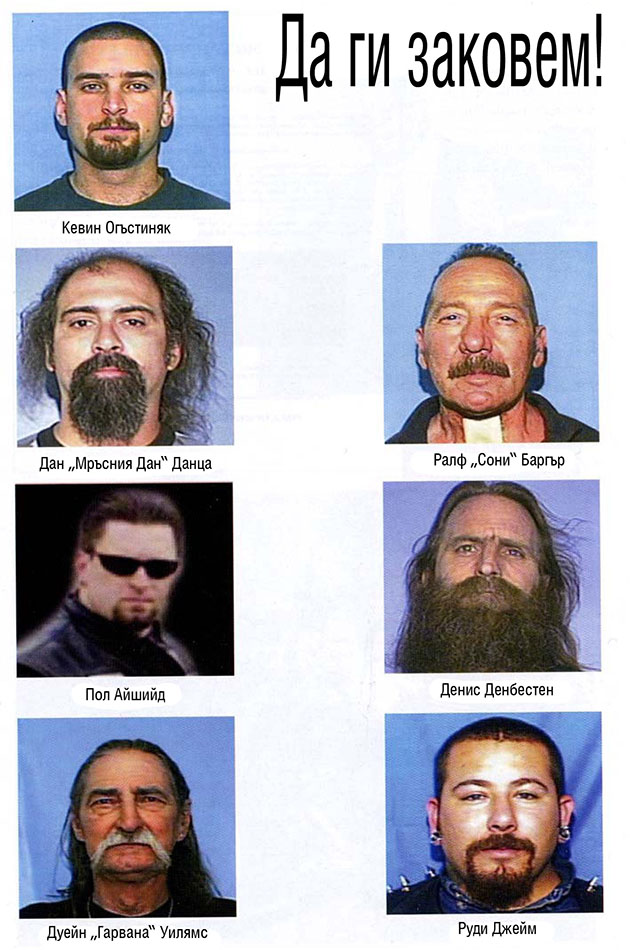 Да ги заковем!
Кевин Огъстиняк
Дан „Мръсния Дан“ Данца
Ралф „Сони“ Баргър
Пол Айшийд
Денис Денбестен
Дуейн „Гарвана“ Уилямс
Руди Джейм